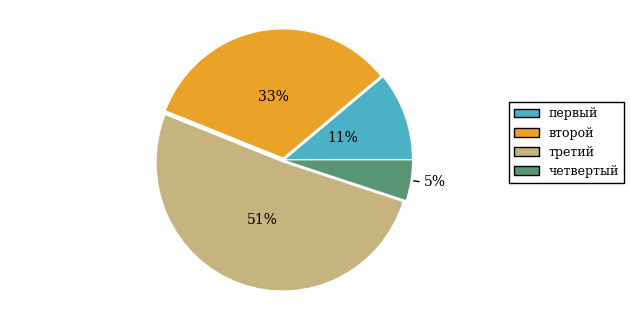 33%
11%
5%
51%
первый
второй
третий
четвертый